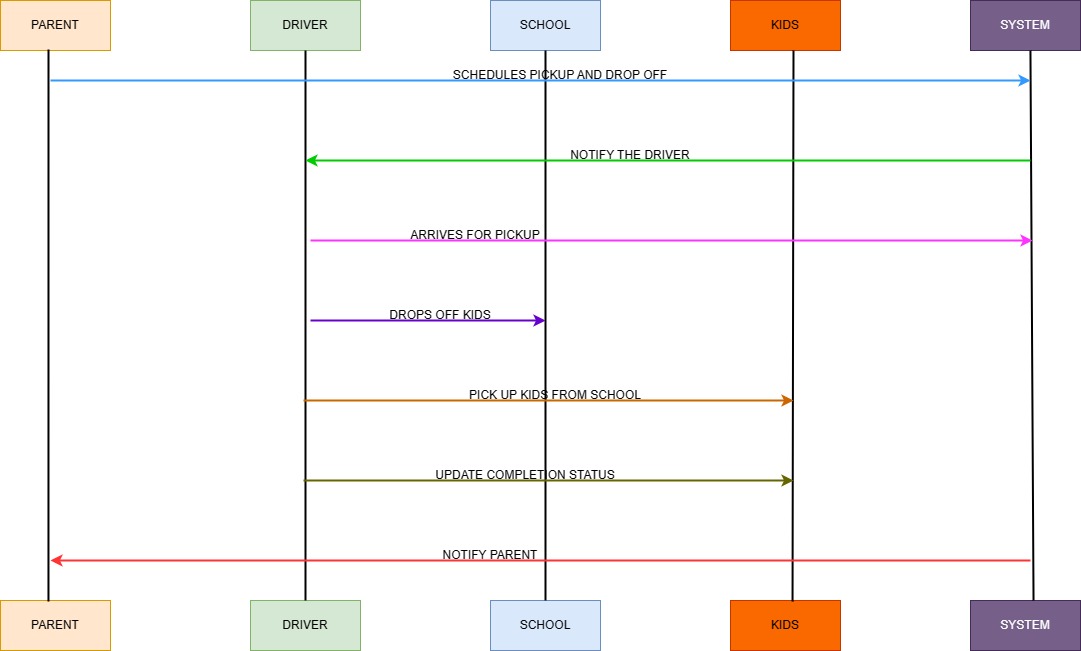 PARENT
DRIVER
SCHOOL
KIDS
SYSTEM
SCHEDULES PICKUP AND DROP OFF
NOTIFY THE DRIVER
ARRIVES FOR PICKUP
DROPS OFF KIDS
PICK UP KIDS FROM SCHOOL
UPDATE COMPLETION STATUS
NOTIFY PARENT
PARENT
DRIVER
SCHOOL
KIDS
SYSTEM